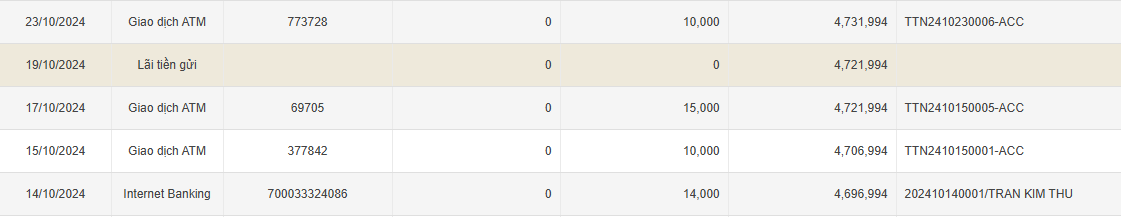 23/10/2024 Giao dịch ATM 773728 0 10,000 4,731,994 TTN2410230006-ACC
19/10/2024 Lãi tiền gửi 0 0 4,721,994
17/10/2024 Giao dịch ATM 69705 0 15,000 4,721,994 TTN2410150005-ACC
15/10/2024 Giao dịch ATM 377842 0 10,000 4,706,994 TTN2410150001-ACC
14/10/2024 Internet Banking 700033324086 0 14,000 4,696,994 202410140001/TRAN KIM THU